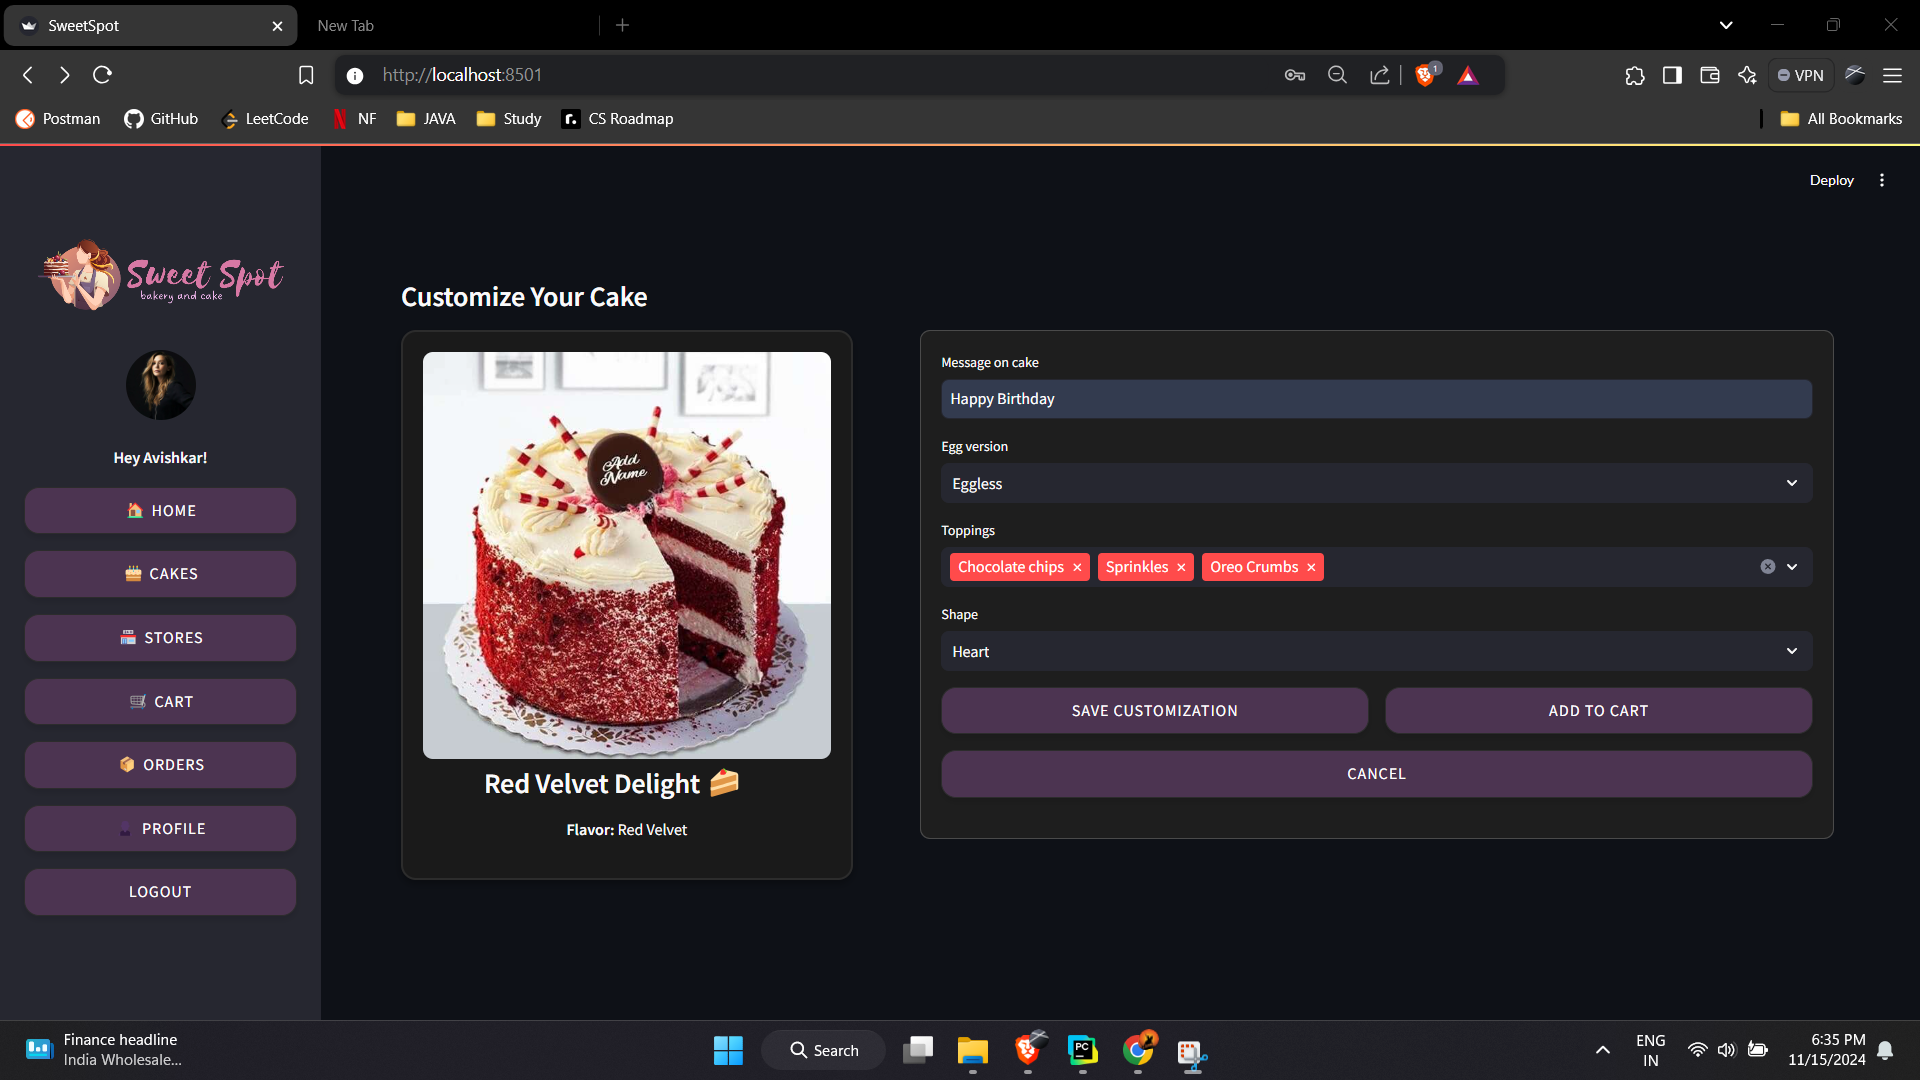 SweetSpot
New Tab
http://localhost:8501
1
VPN
Postman
GitHub
LeetCode
NF
JAVA
Study
CS Roadmap
All Bookmarks
Deploy
Sweet Spot
bakery and cake
Hey Avishkar!
HOME
CAKES
STORES
CART
ORDERS
PROFILE
LOGOUT
Customize Your Cake
Add
Name
Red Velvet Delight
Flavor: Red Velvet
Message on cake
Happy Birthday
Egg version
Eggless
Toppings
Chocolate chips
Sprinkles
Oreo Crumbs
Shape
Heart
SAVE CUSTOMIZATION
ADD TO CART
CANCEL
Finance headline
India Wholesale...
Search
PC
ENG
IN
6:35 PM
11/15/2024